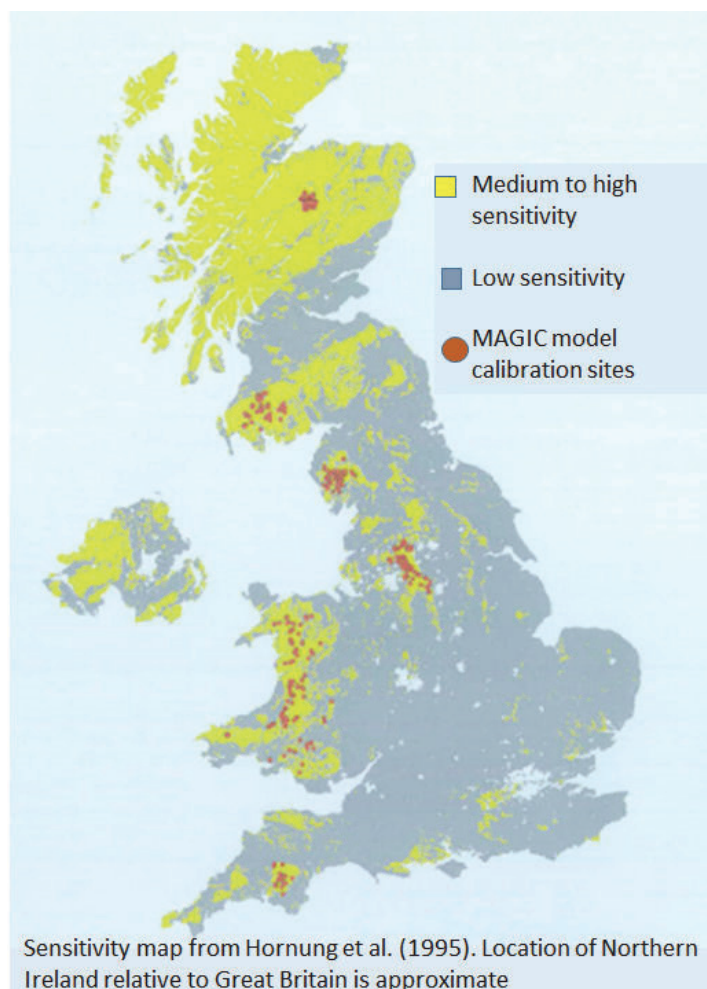 Medium to high
sensitivity
Low sensitivity
MAGIC model
calibration sites
Sensitivity map from Hornung et al. (1995). Location of Northern
Ireland relative to Great Britain is approximate